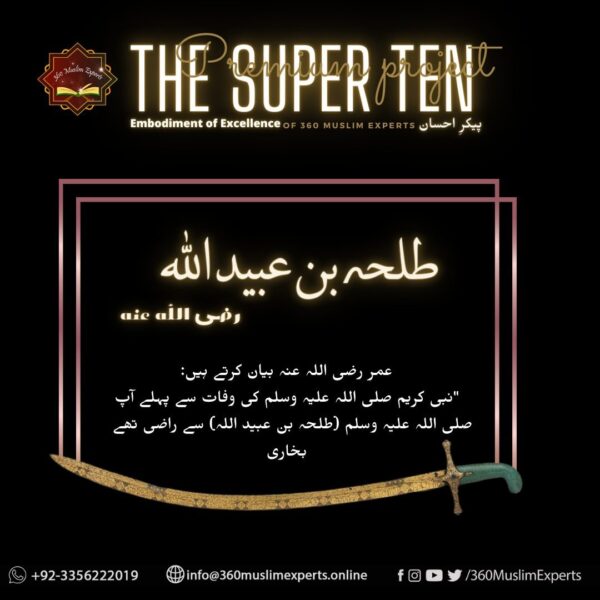 360 Muslim Experts
THE SUPER TEN
Premium project
Embodiment of Excellence OF 360 MUSLIM EXPERTS پیکرِ احسان
طلحہ بن عبیداللہ
رضی اللہ عنہ
عمر رضی اللہ عنہ بیان کرتے ہیں:
"نبی کریم صلی اللہ علیہ وسلم کی وفات سے پہلے آپ
صلی اللہ علیہ وسلم (طلحہ بن عبید اللہ) سے راضی تھے
بخاری
+92-3356222019 info@360muslimexperts.online /360MuslimExperts